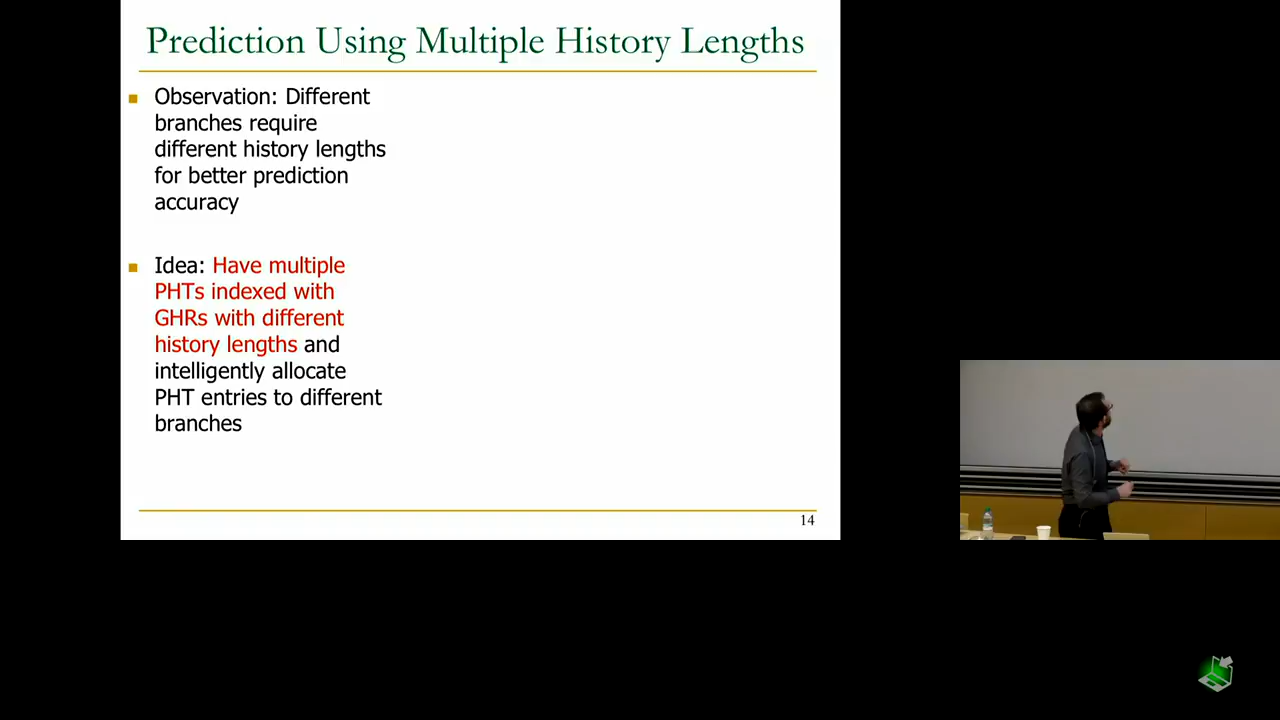 Prediction Using Multiple History Lengths
Observation: Different
branches require
different history lengths
for better prediction
accuracy
Idea: Have multiple
PHTs indexed with
GHRs with different
history lengths and
intelligently allocate
PHT entries to different
branches
14